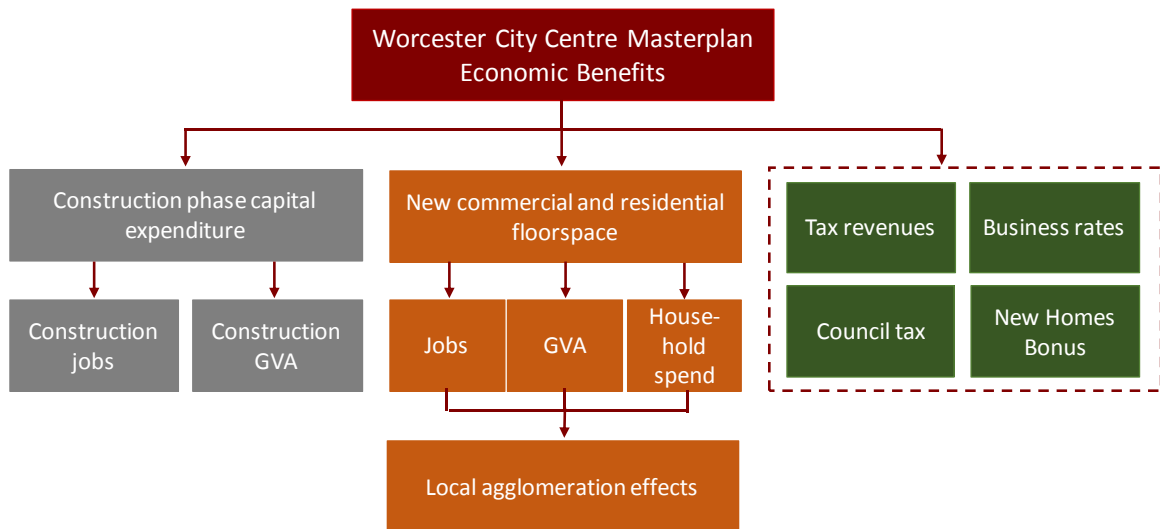 Worcester City Centre Masterplan
Economic Benefits
Construction phase capital
expenditure
New commercial and residential
floorspace
Tax revenues
Business rates
Construction
jobs
Construction
GVA
Jobs
GVA
House-
hold
spend
Council tax
New Homes
Bonus
Local agglomeration effects